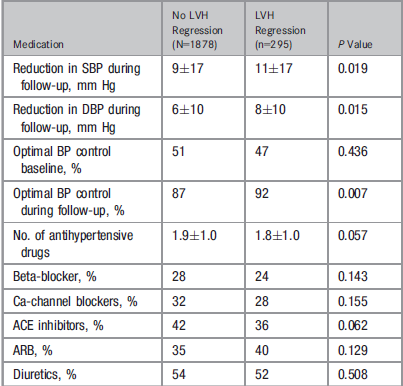 Medication No LVH Regression (N=1878) LVH Regression (n=295) P Value
Reduction in SBP during follow-up, mm Hg 9±17 11±17 0.019
Reduction in DBP during follow-up, mm Hg 6±10 8±10 0.015
Optimal BP control baseline, % 51 47 0.436
Optimal BP control during follow-up, % 87 92 0.007
No. of antihypertensive drugs 1.9±1.0 1.8±1.0 0.057
Beta-blocker, % 28 24 0.143
Ca-channel blockers, % 32 28 0.155
ACE inhibitors, % 42 36 0.062
ARB, % 35 40 0.129
Diuretics, % 54 52 0.508